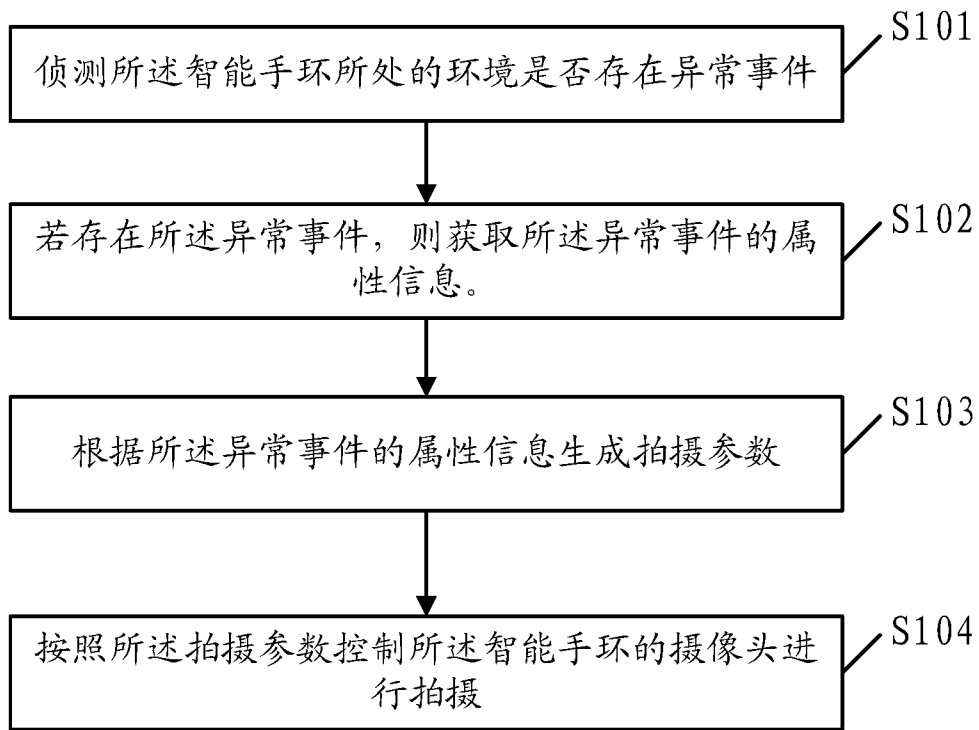 S101
侦测所述智能手环所处的环境是否存在异常事件
S102
若存在所述异常事件，则获取所述异常事件的属
性信息。
S103
根据所述异常事件的属性信息生成拍摄参数
S104
按照所述拍摄参数控制所述智能手环的摄像头进
行拍摄